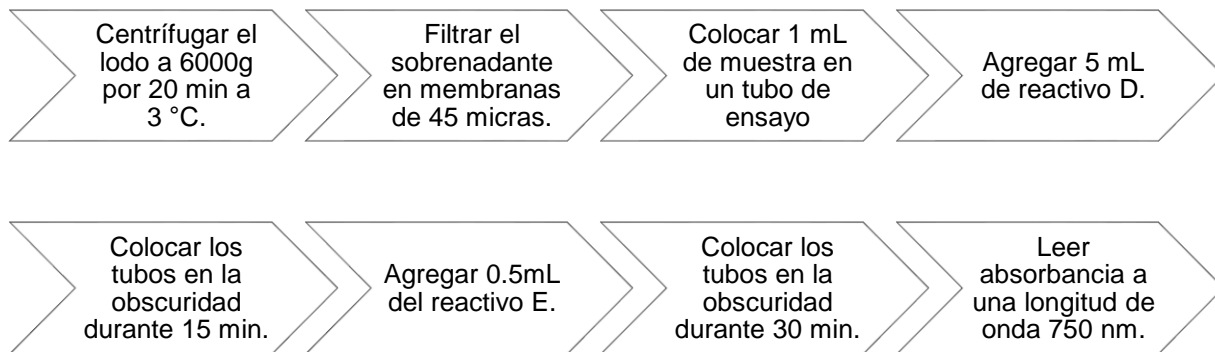 Centrífugar el
lodo a 6000g
por 20 min a
3 °C.
Filtrar el
sobrenadante
en membranas
de 45 micras.
Colocar 1 mL
de muestra en
un tubo de
ensayo
Agregar 5 mL
de reactivo D.
Colocar los
tubos en la
obscuridad
durante 15 min.
Agregar 0.5mL
del reactivo E.
Colocar los
tubos en la
obscuridad
durante 30 min.
Leer
absorbancia a
una longitud de
onda 750 nm.